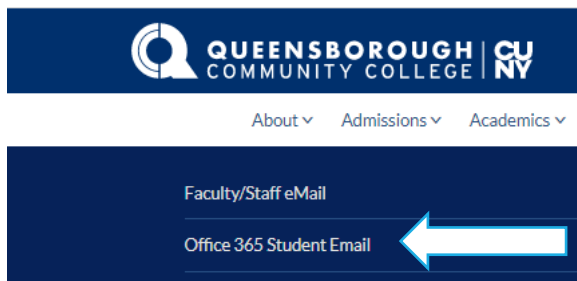 QUEENSBOROUGH CU
COMMUNITY COLLEGE NY
About Admissions Academics
Faculty/Staff eMail
Office 365 Student Email